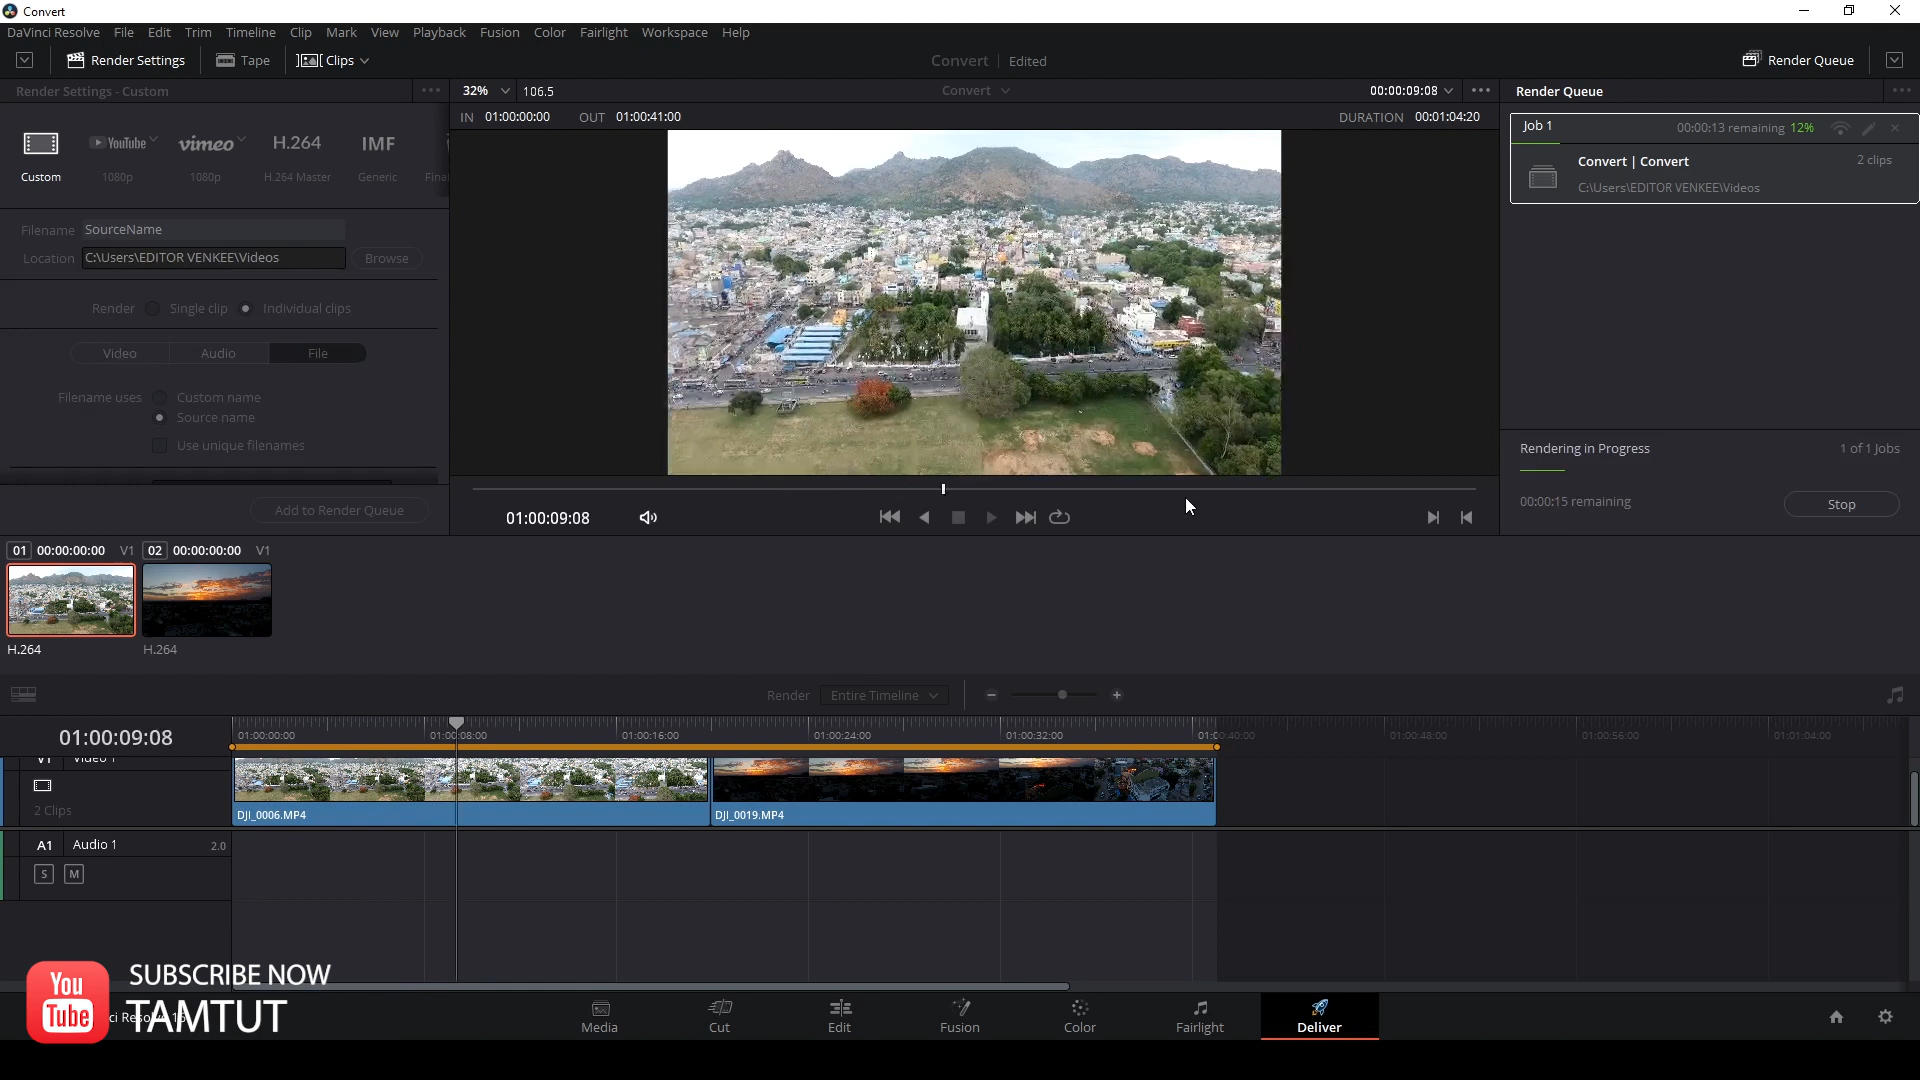 Convert
DaVinci Resolve File Edit Trim Timeline Clip Mark View Playback Fusion Color Fairlight Workspace Help
Render Settings Tape Clips Convert Edited Render Queue
Render Settings - Custom 32% 106.5 Convert 00:00:09:08 Render Queue
IN 01:00:00:00 OUT 01:00:41:00 DURATION 00:01:04:20
Job 1 00:00:13 remaining 12%
YouTube vimeo H.264 IMF
Custom 1080p 1080p H.264 Master Generic
Convert | Convert 2 clips
C:\Users\EDITOR VENKEE\Videos
Filename SourceName
Location C:\Users\EDITOR VENKEE\Videos Browse
Render Single clip Individual clips
Video Audio File
Filename uses Custom name
Source name
Use unique filenames
Rendering in Progress 1 of 1 Jobs
00:00:15 remaining Stop
Add to Render Queue 01:00:09:08
01 00:00:00:00 V1 02 00:00:00:00 V1
H.264 H.264
Render Entire Timeline
01:00:09:08
01:00:00:00 01:00:08:00 01:00:16:00 01:00:24:00 01:00:32:00 01:00:40:00 01:00:48:00 01:00:56:00 01:01:04:00
V1 Video 1
2 Clips
DJI_0006.MP4 DJI_0019.MP4
A1 Audio 1 2.0
S M
You Tube SUBSCRIBE NOW
TAMTUT
Media Cut Edit Fusion Color Fairlight Deliver